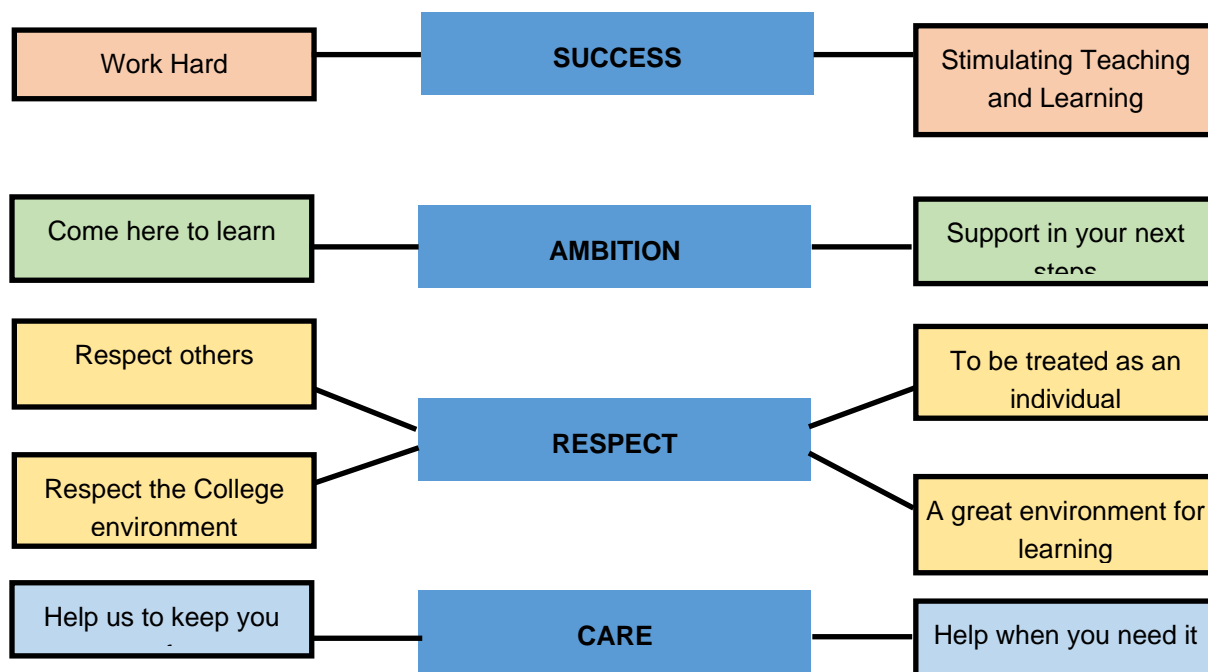 Work Hard
SUCCESS
Stimulating Teaching
and Learning
Come here to learn
AMBITION
Support in your next
steps
Respect others
To be treated as an
individual
RESPECT
Respect the College
environment
A great environment for
learning
Help us to keep you
CARE
Help when you need it